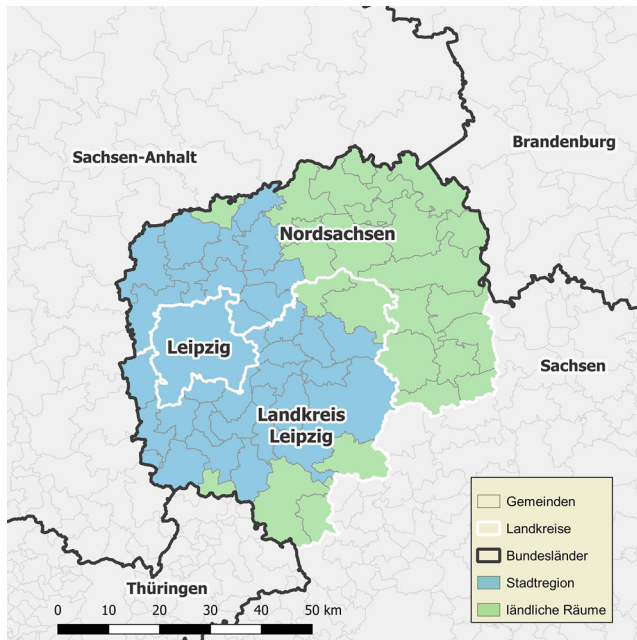 Sachsen-Anhalt
Brandenburg
Nordsachsen
Leipzig
Sachsen
Landkreis
Leipzig
Thüringen
Gemeinden
Landkreise
Bundesländer
Stadtregion
ländliche Räume
0 10 20 30 40 50 km